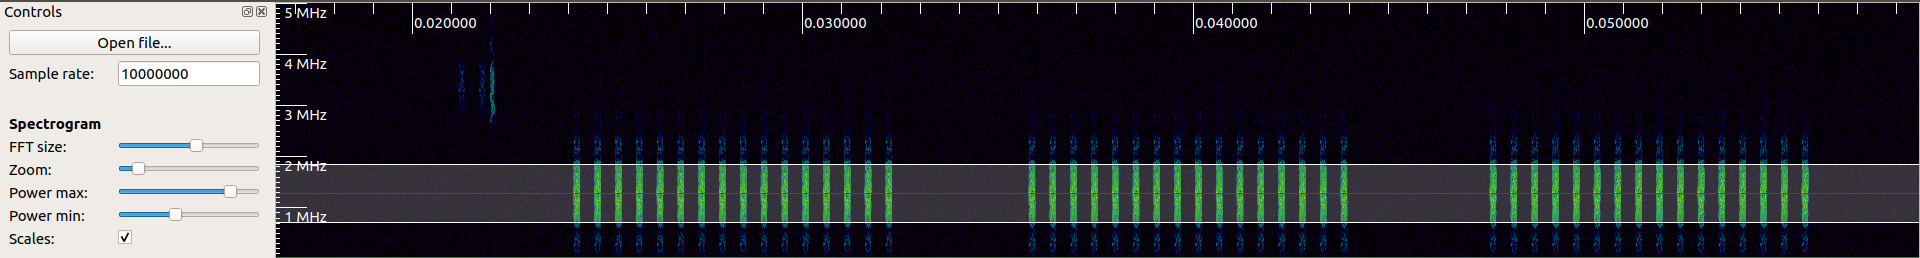 Controls
Open file...
Sample rate: 10000000
Spectrogram
FFT size:
Zoom:
Power max:
Power min:
Scales:
5 MHz
4 MHz
3 MHz
2 MHz
1 MHz
0.020000 0.030000 0.040000 0.050000